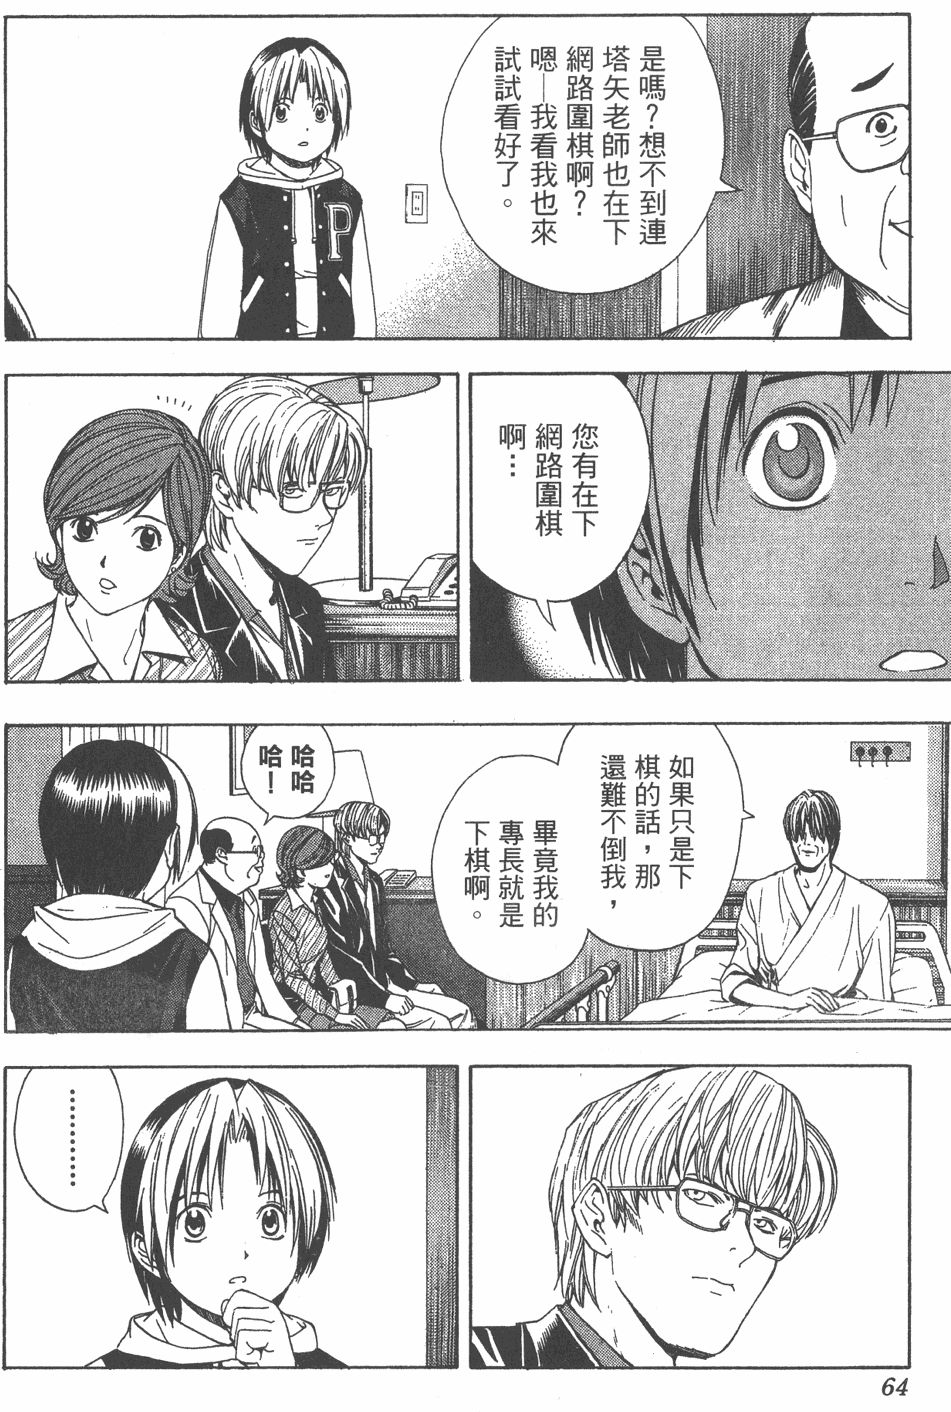 是嗎？想不到連
塔矢老師也在下
網路圍棋啊？
嗯—我看我也來
試試看好了。
P
您有在下
網路圍棋
啊…
如果只是下
棋的話，那
還難不倒我，
畢竟我的
專長就是
下棋啊。
哈哈
哈！
…………
64